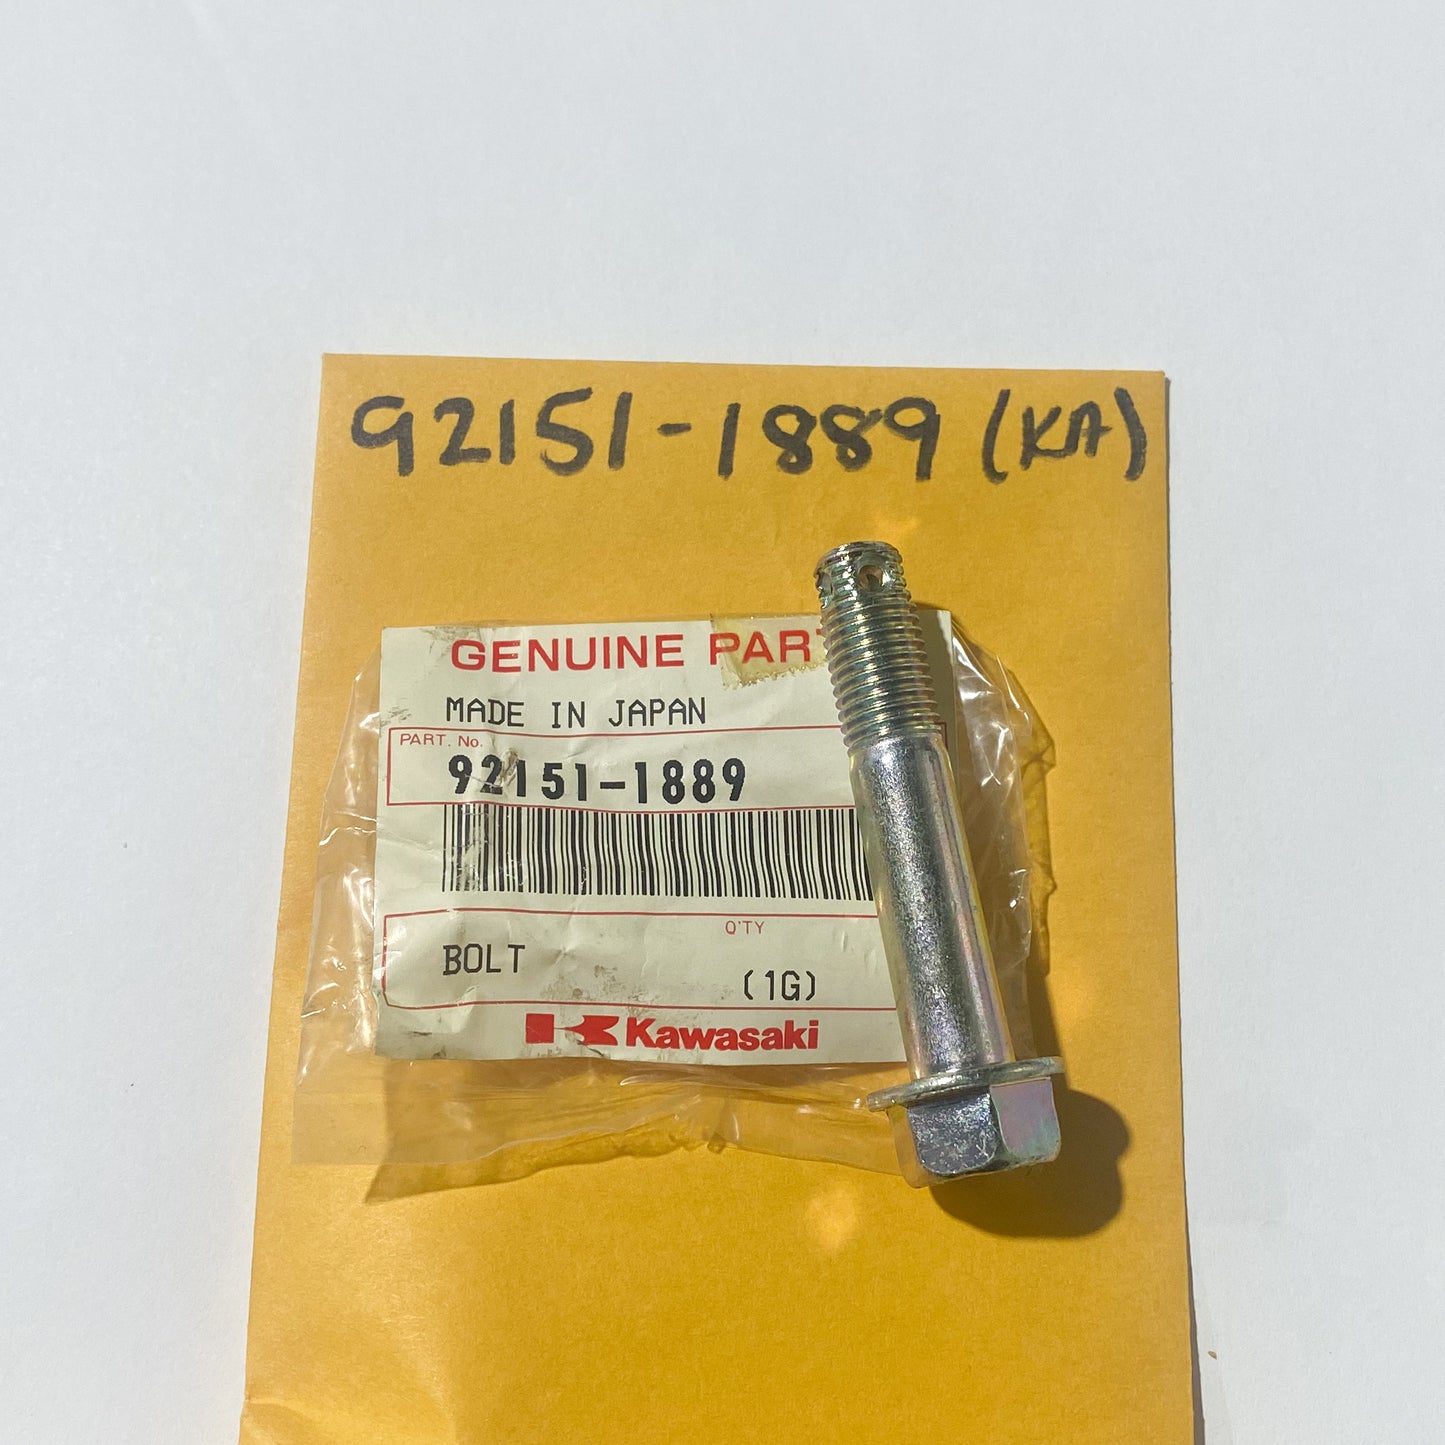 92151-1889 (KA)
GENUINE PART
MADE IN JAPAN
PART. No.
92151-1889
Q'TY
BOLT
(1G)
Kawasaki